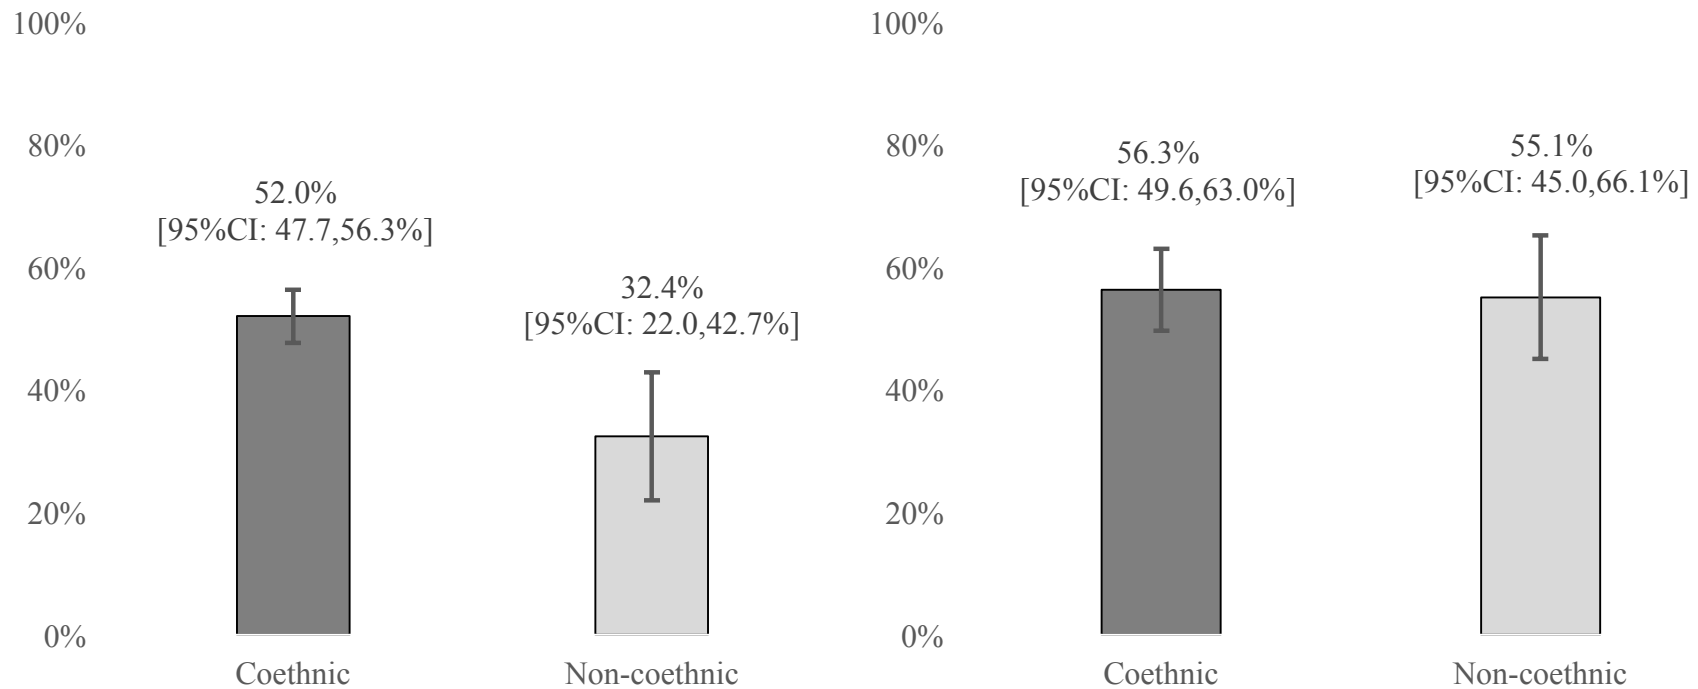 100%
80%
60%
40%
20%
0%
52.0%
[95%CI: 47.7,56.3%]
32.4%
[95%CI: 22.0,42.7%]
Coethnic
Non-coethnic
100%
80%
60%
40%
20%
0%
56.3%
[95%CI: 49.6,63.0%]
55.1%
[95%CI: 45.0,66.1%]
Coethnic
Non-coethnic